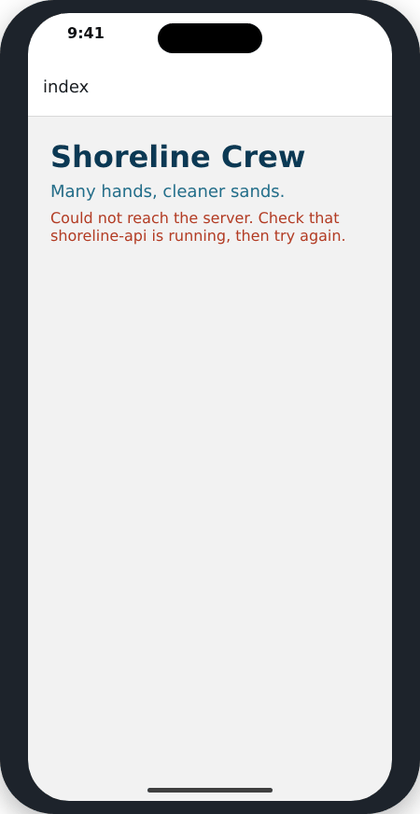 9:41
index
Shoreline Crew
Many hands, cleaner sands.
Could not reach the server. Check that
shoreline-api is running, then try again.